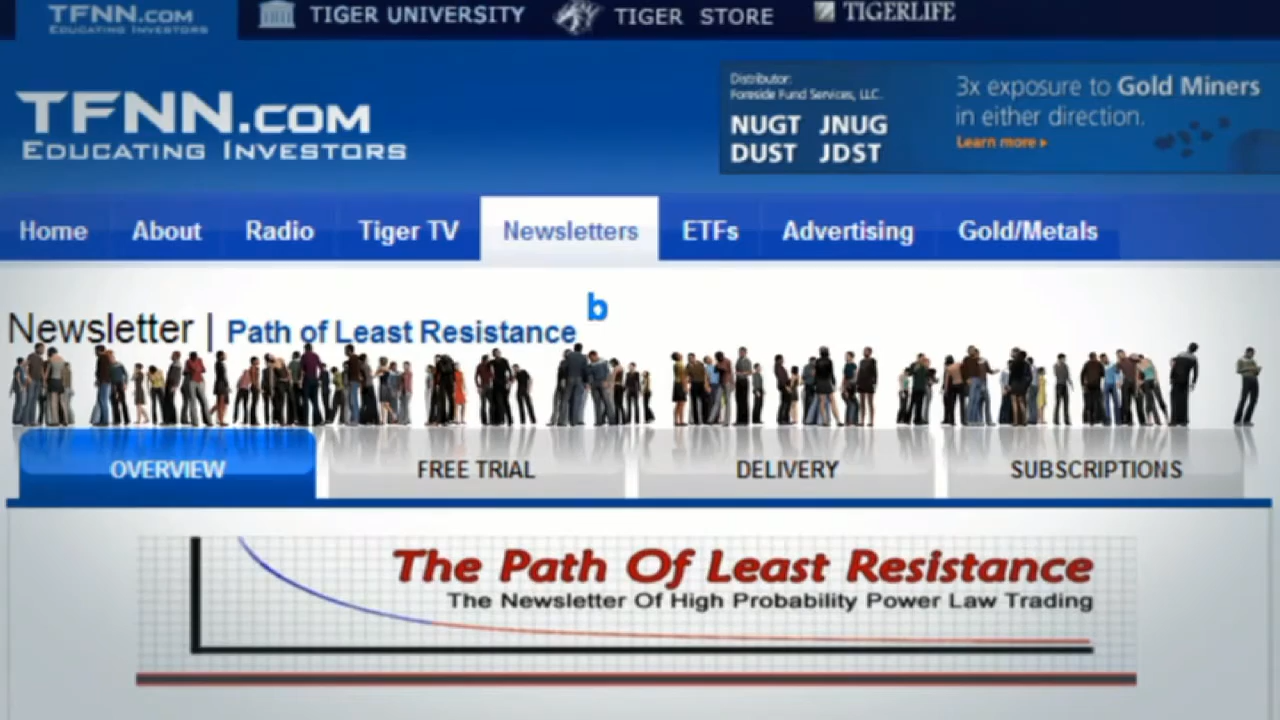 TFNN.COM
EDUCATING INVESTORS
TIGER UNIVERSITY
TIGER STORE
TIGERLIFE
TFNN.COM
EDUCATING INVESTORS
Distributor:
Foreside Fund Services, LLC.
NUGT JNUG
DUST JDST
3x exposure to Gold Miners
in either direction.
Learn more
Home About Radio Tiger TV Newsletters ETFs Advertising Gold/Metals
b
Newsletter | Path of Least Resistance
OVERVIEW FREE TRIAL DELIVERY SUBSCRIPTIONS
The Path Of Least Resistance
The Newsletter Of High Probability Power Law Trading